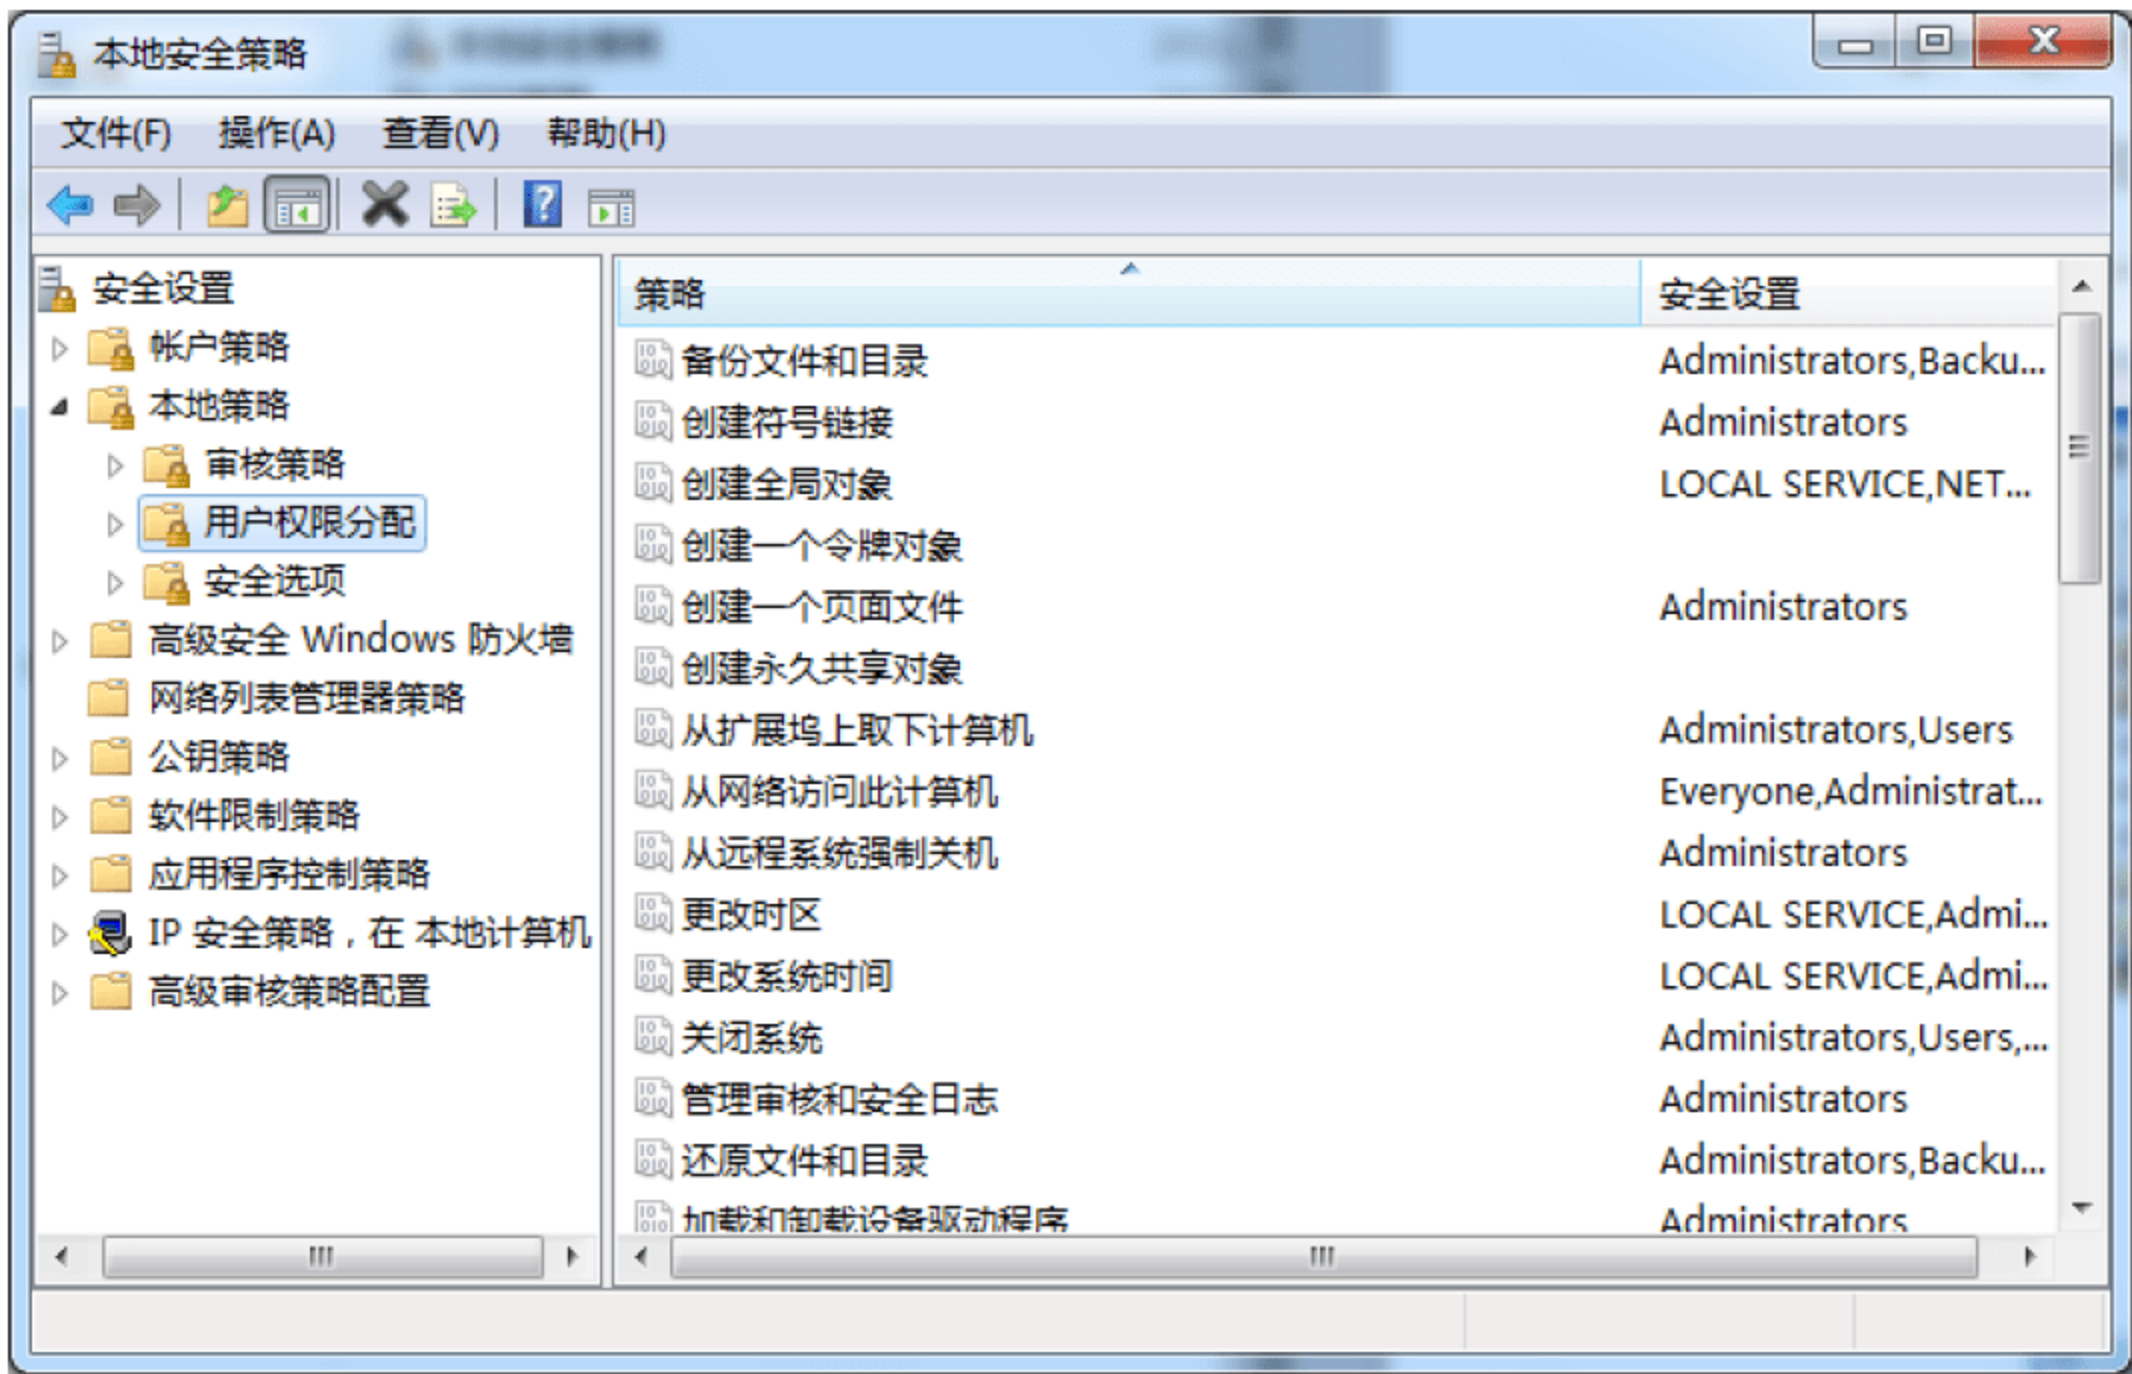 本地安全策略
文件(F) 操作(A) 查看(V) 帮助(H)
安全设置
帐户策略
本地策略
审核策略
用户权限分配
安全选项
高级安全 Windows 防火墙
网络列表管理器策略
公钥策略
软件限制策略
应用程序控制策略
IP 安全策略，在 本地计算机
高级审核策略配置
策略 安全设置
备份文件和目录 Administrators,Backu...
创建符号链接 Administrators
创建全局对象 LOCAL SERVICE,NET...
创建一个令牌对象
创建一个页面文件 Administrators
创建永久共享对象
从扩展坞上取下计算机 Administrators,Users
从网络访问此计算机 Everyone,Administrat...
从远程系统强制关机 Administrators
更改时区 LOCAL SERVICE,Admi...
更改系统时间 LOCAL SERVICE,Admi...
关闭系统 Administrators,Users,...
管理审核和安全日志 Administrators
还原文件和目录 Administrators,Backu...
加载和卸载设备驱动程序 Administrators